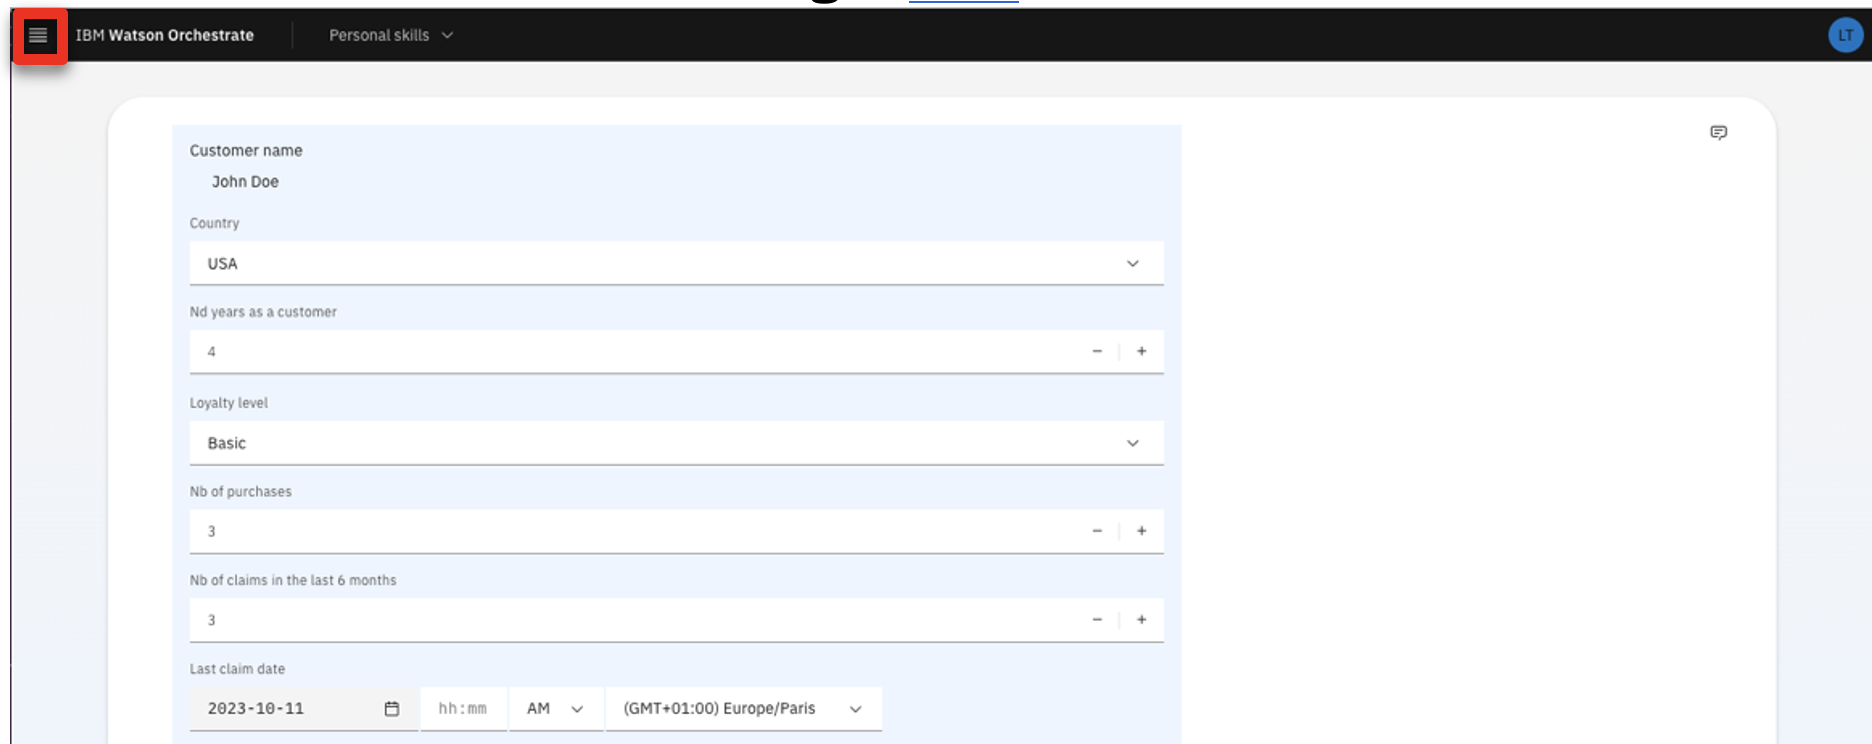 IBM Watson Orchestrate Personal skills LT
Customer name
John Doe
Country
USA
Nd years as a customer
4
Loyalty level
Basic
Nb of purchases
3
Nb of claims in the last 6 months
3
Last claim date
2023-10-11 hh:mm AM (GMT+01:00) Europe/Paris